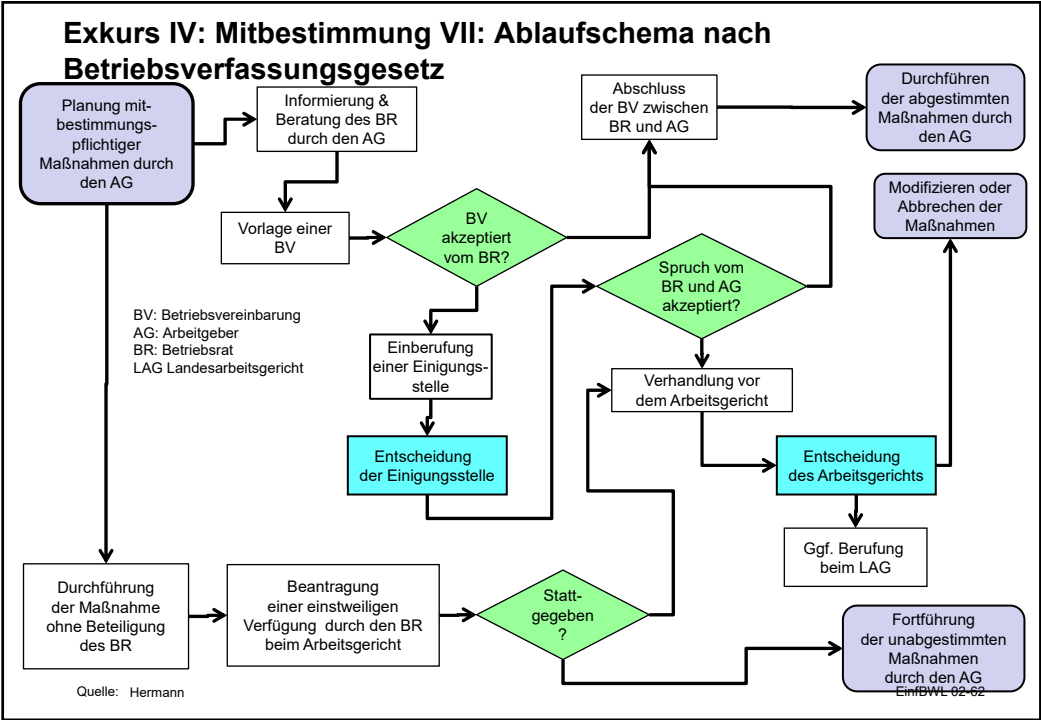 Exkurs IV: Mitbestimmung VII: Ablaufschema nach
Betriebsverfassungsgesetz
Planung mit-
bestimmungs-
pflichtiger
Maßnahmen durch
den AG
Informierung &
Beratung des BR
durch den AG
Abschluss
der BV zwischen
BR und AG
Durchführen
der abgestimmten
Maßnahmen durch
den AG
Modifizieren oder
Abbrechen der
Maßnahmen
Vorlage einer
BV
BV
akzeptiert
vom BR?
Spruch vom
BR und AG
akzeptiert?
BV: Betriebsvereinbarung
AG: Arbeitgeber
BR: Betriebsrat
LAG Landesarbeitsgericht
Einberufung
einer Einigungs-
stelle
Verhandlung vor
dem Arbeitsgericht
Entscheidung
der Einigungsstelle
Entscheidung
des Arbeitsgerichts
Ggf. Berufung
beim LAG
Durchführung
der Maßnahme
ohne Beteiligung
des BR
Beantragung
einer einstweiligen
Verfügung durch den BR
beim Arbeitsgericht
Statt-
gegeben
?
Fortführung
der unabgestimmten
Maßnahmen
durch den AG
Quelle: Hermann
EinfBWL 02-62